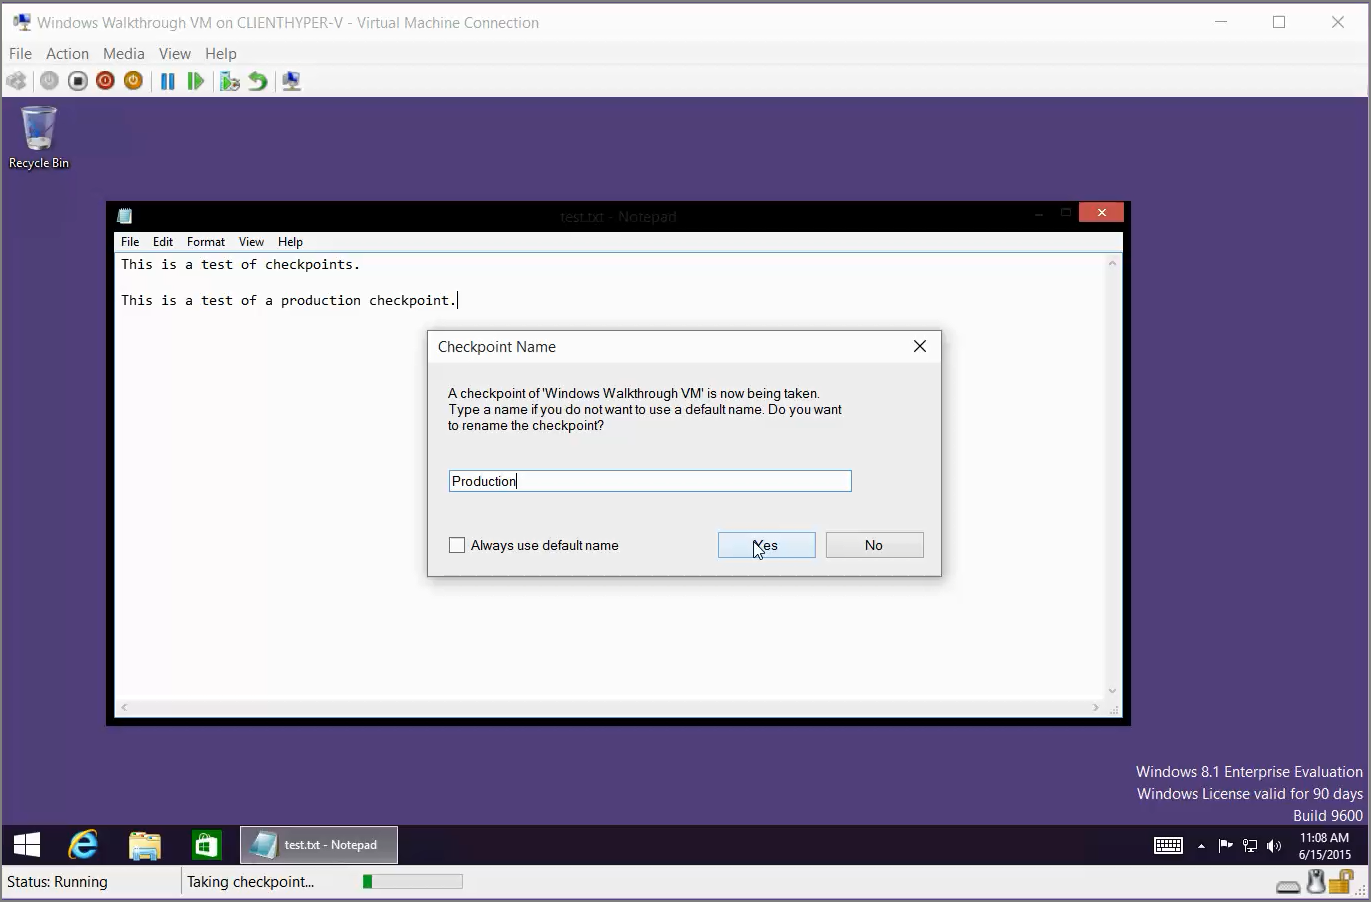 Windows Walkthrough VM on CLIENTHYPER-V - Virtual Machine Connection
File Action Media View Help
Recycle Bin
test.txt - Notepad
File Edit Format View Help
This is a test of checkpoints.
This is a test of a production checkpoint.
Checkpoint Name
A checkpoint of 'Windows Walkthrough VM' is now being taken.
Type a name if you do not want to use a default name. Do you want
to rename the checkpoint?
Production
Always use default name
Yes
No
Windows 8.1 Enterprise Evaluation
Windows License valid for 90 days
Build 9600
test.txt - Notepad
11:08 AM
6/15/2015
Status: Running
Taking checkpoint...